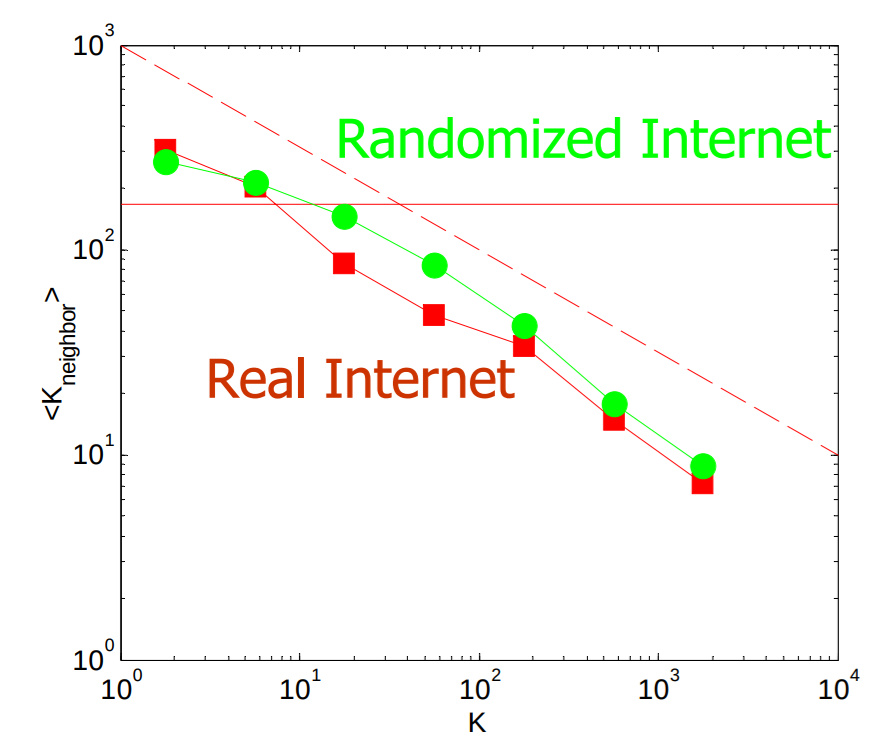 10^3
Randomized Internet
10^2
<K_neighbor>
Real Internet
10^1
10^0
10^0 10^1 10^2 10^3 10^4
K